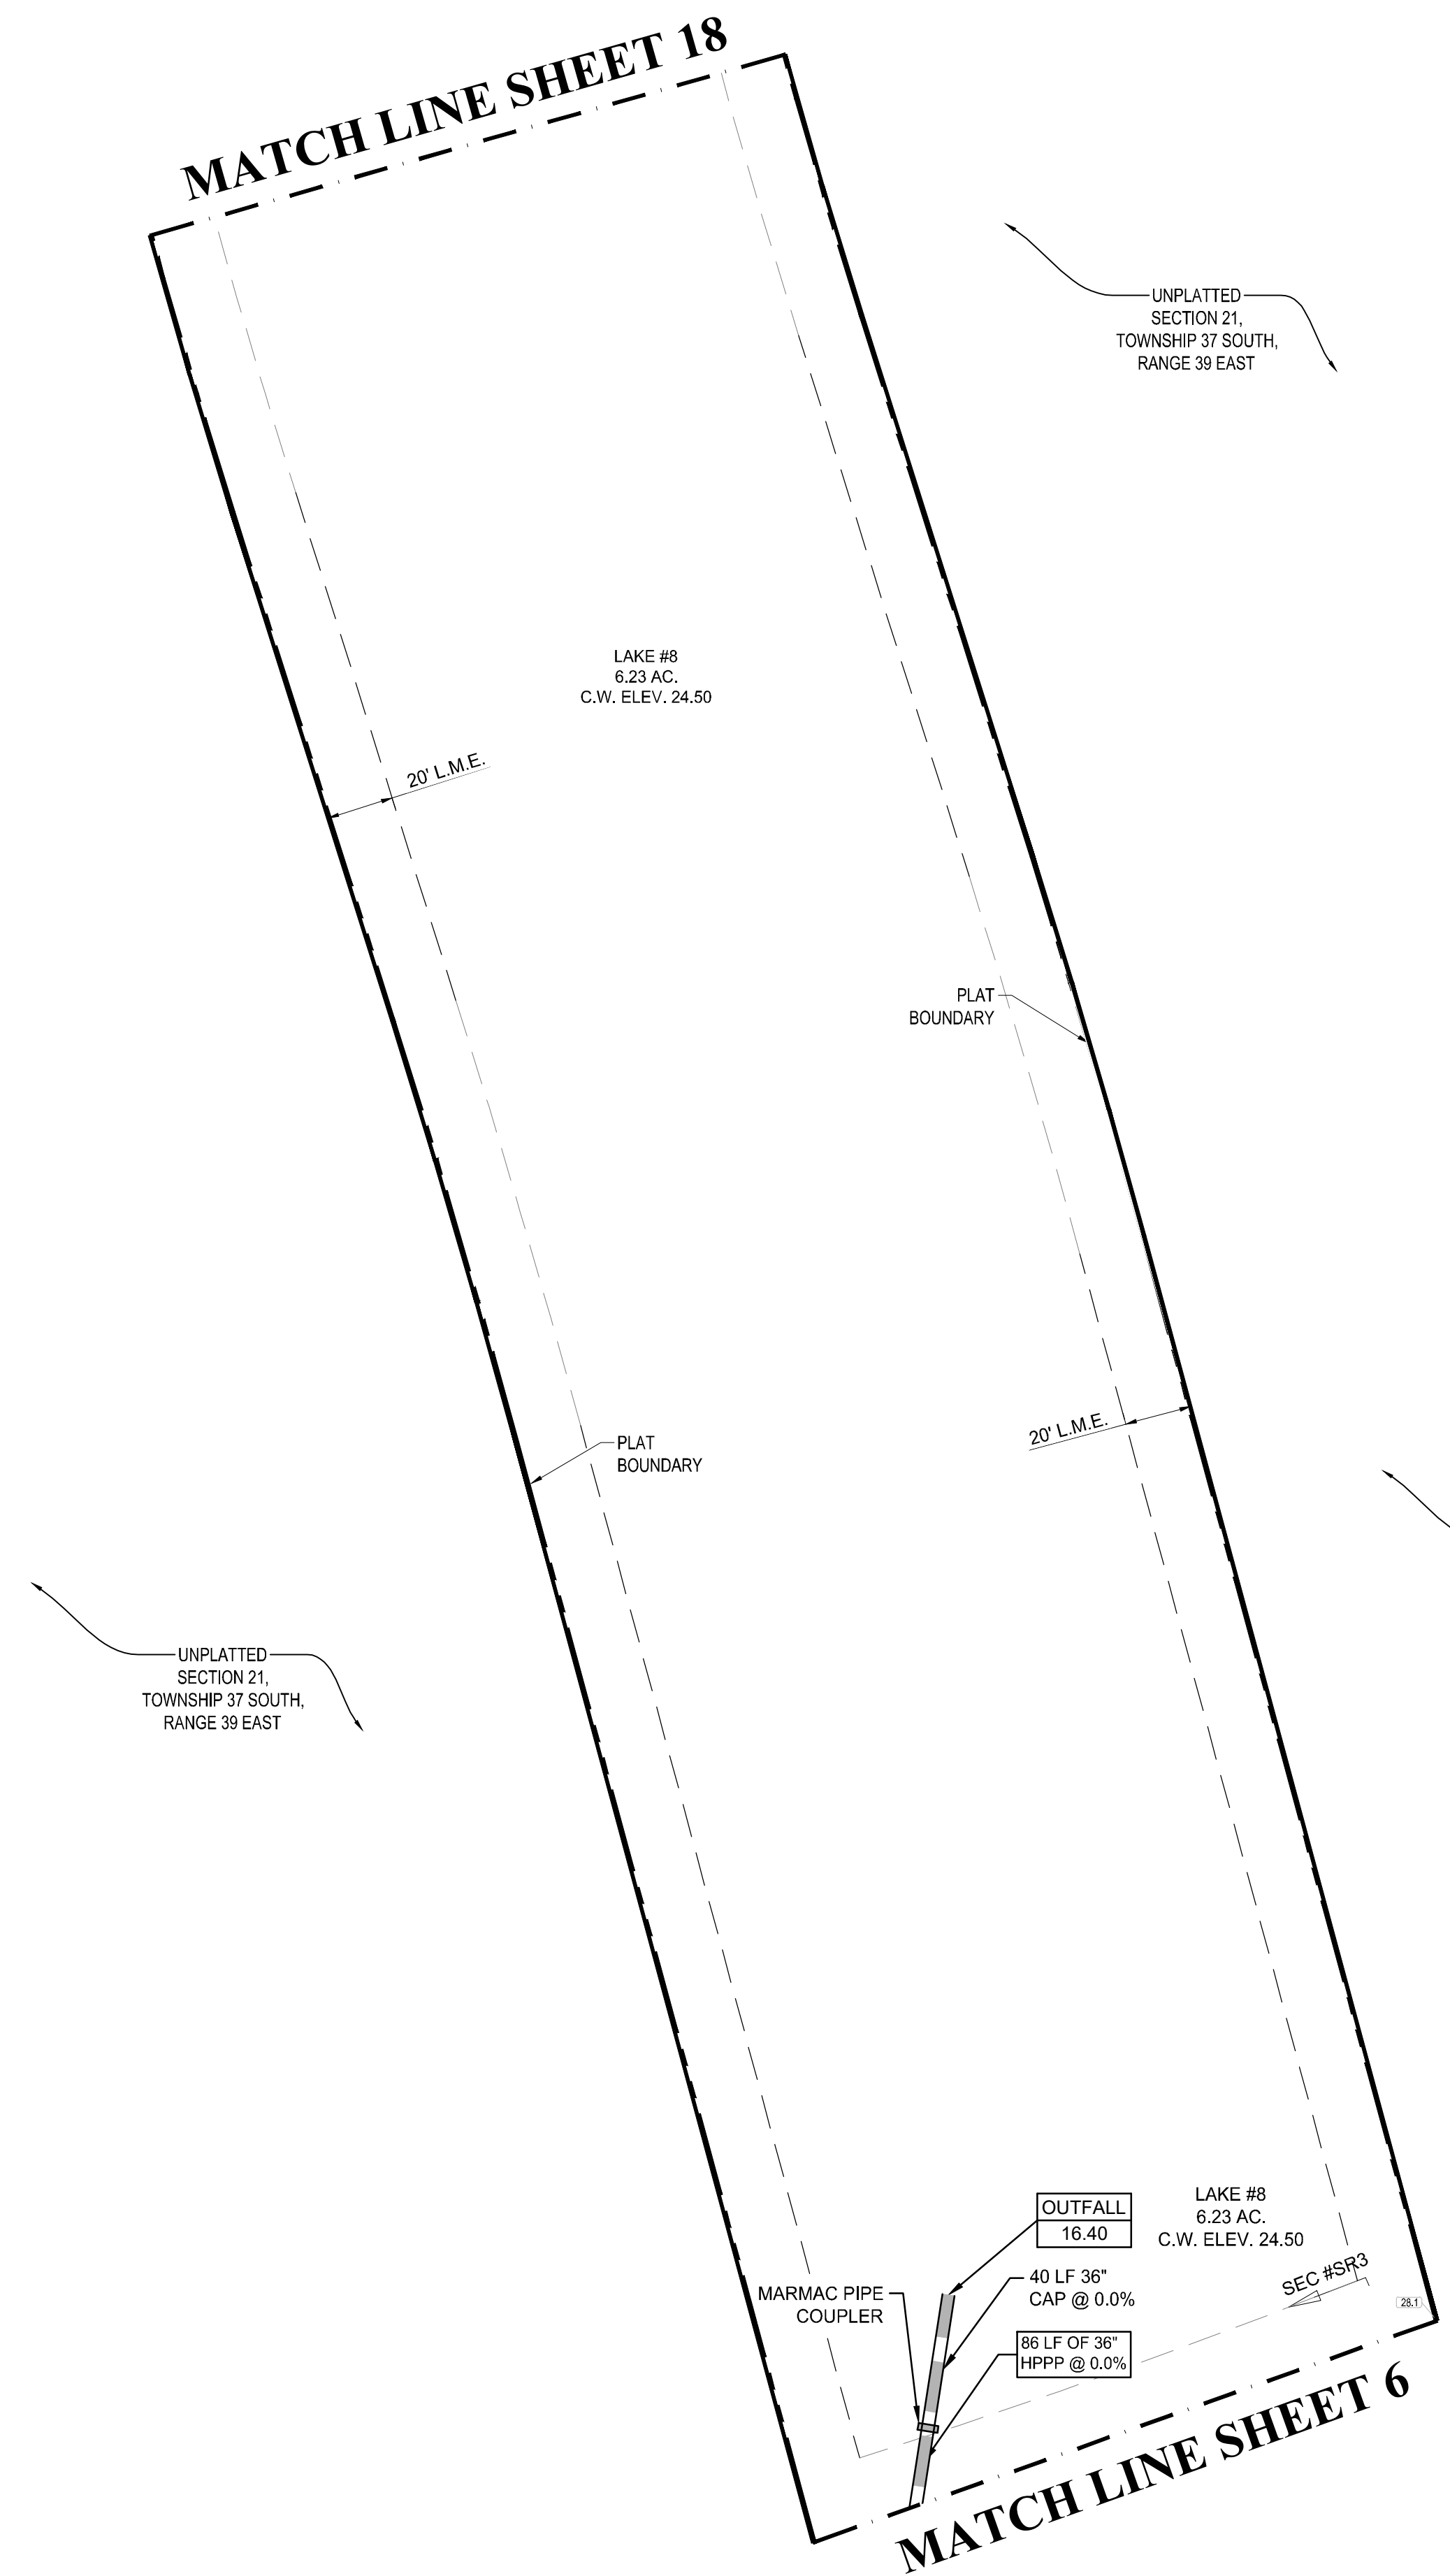 MATCH LINE SHEET 18
UNPLATTED
SECTION 21,
TOWNSHIP 37 SOUTH,
RANGE 39 EAST
LAKE #8
6.23 AC.
C.W. ELEV. 24.50
20' L.M.E.
PLAT
BOUNDARY
20' L.M.E.
PLAT
BOUNDARY
UNPLATTED
SECTION 21,
TOWNSHIP 37 SOUTH,
RANGE 39 EAST
OUTFALL
16.40
LAKE #8
6.23 AC.
C.W. ELEV. 24.50
SEC #SR3
28.1
40 LF 36"
CAP @ 0.0%
MARMAC PIPE
COUPLER
86 LF OF 36"
HPPP @ 0.0%
MATCH LINE SHEET 6